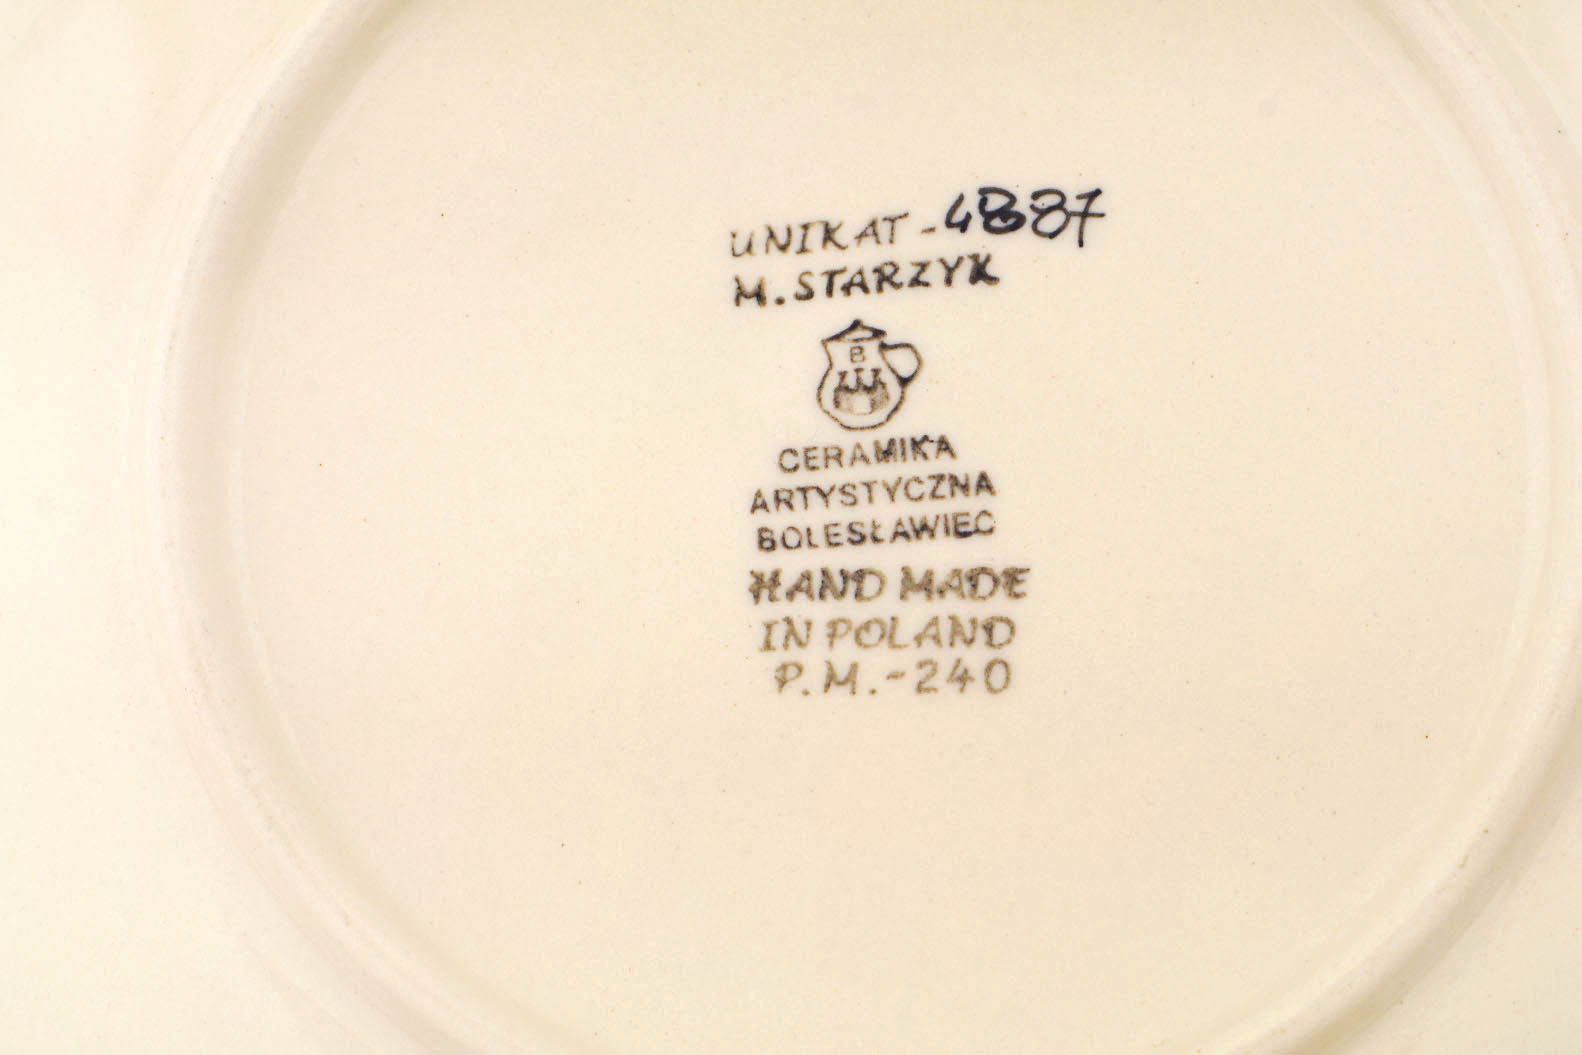 UNIKAT-4887
M. STARZYK
B
CERAMIKA
ARTYSTYCZNA
BOLESŁAWIEC
HAND MADE
IN POLAND
P.M.-240